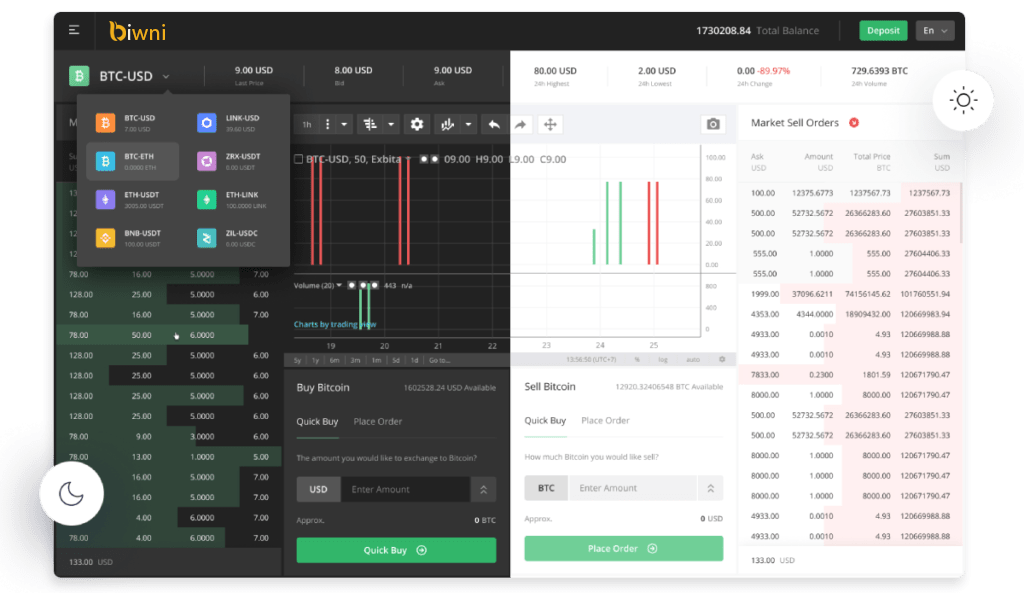 biwni
1730208.84 Total Balance
Deposit
En
BTC-USD
9.00 USD
Last Price
8.00 USD
Bid
9.00 USD
Ask
80.00 USD
24h Highest
2.00 USD
24h Lowest
0.00 -89.97%
24h Change
729.6393 BTC
24h Volume
BTC-USD
7.00 USD
LINK-USD
39.60 USD
BTC-ETH
0.0000 ETH
ZRX-USDT
0.00 USDT
ETH-USDT
3005.00 USDT
ETH-LINK
100.0000 LINK
BNB-USDT
100.00 USDT
ZIL-USDC
0.00 USDC
78.00 16.00 5.0000 7.00
128.00 25.00 5.0000 6.00
78.00 16.00 5.0000 7.00
78.00 50.00 6.0000
128.00 25.00 5.0000 6.00
128.00 25.00 5.0000 6.00
128.00 25.00 5.0000 6.00
128.00 25.00 5.0000 6.00
78.00 9.00 3.0000 6.00
78.00 13.00 1.0000 5.00
16.00 5.0000 7.00
16.00 5.0000 7.00
4.00 6.0000 7.00
78.00 4.00 6.0000 7.00
133.00 USD
1h
BTC-USD, 50, Exbita
O9.00 H9.00 L9.00 C9.00
100.00
80.00
60.00
40.00
20.00
0.00
Volume (20) 443 n/a
800
400
0
Charts by trading view
19 20 21 22 23 24 25
5y 1y 6m 3m 1m 5d 1d Go to...
13:56:50 (UTC+7) % log auto
Buy Bitcoin
1602528.24 USD Available
Quick Buy Place Order
The amount you would like to exchange to Bitcoin?
USD Enter Amount
Approx. 0 BTC
Quick Buy
Sell Bitcoin
12920.32406548 BTC Available
Quick Buy Place Order
How much Bitcoin you would like sell?
BTC Enter Amount
Approx. 0 USD
Place Order
Market Sell Orders
Ask Amount Total Price Sum
USD USD BTC USD
100.00 12375.6773 1237567.73 1237567.73
500.00 52732.5672 26366283.60 27603851.33
500.00 52732.5672 26366283.60 27603851.33
555.00 1.0000 555.00 27604406.33
555.00 1.0000 555.00 27604406.33
1999.00 37096.6211 74156145.62 101760551.94
4353.00 4344.0000 18909432.00 120669983.94
4933.00 0.0010 4.93 120669988.88
4933.00 0.0010 4.93 120669988.88
7833.00 0.2300 1801.59 120671790.47
8000.00 1.0000 8000.00 120671790.47
500.00 52732.5672 26366283.60 27603851.33
500.00 52732.5672 26366283.60 27603851.33
8000.00 1.0000 8000.00 120671790.47
8000.00 1.0000 8000.00 120671790.47
8000.00 1.0000 8000.00 120671790.47
4933.00 0.0010 4.93 120669988.88
4933.00 0.0010 4.93 120669988.88
133.00 USD